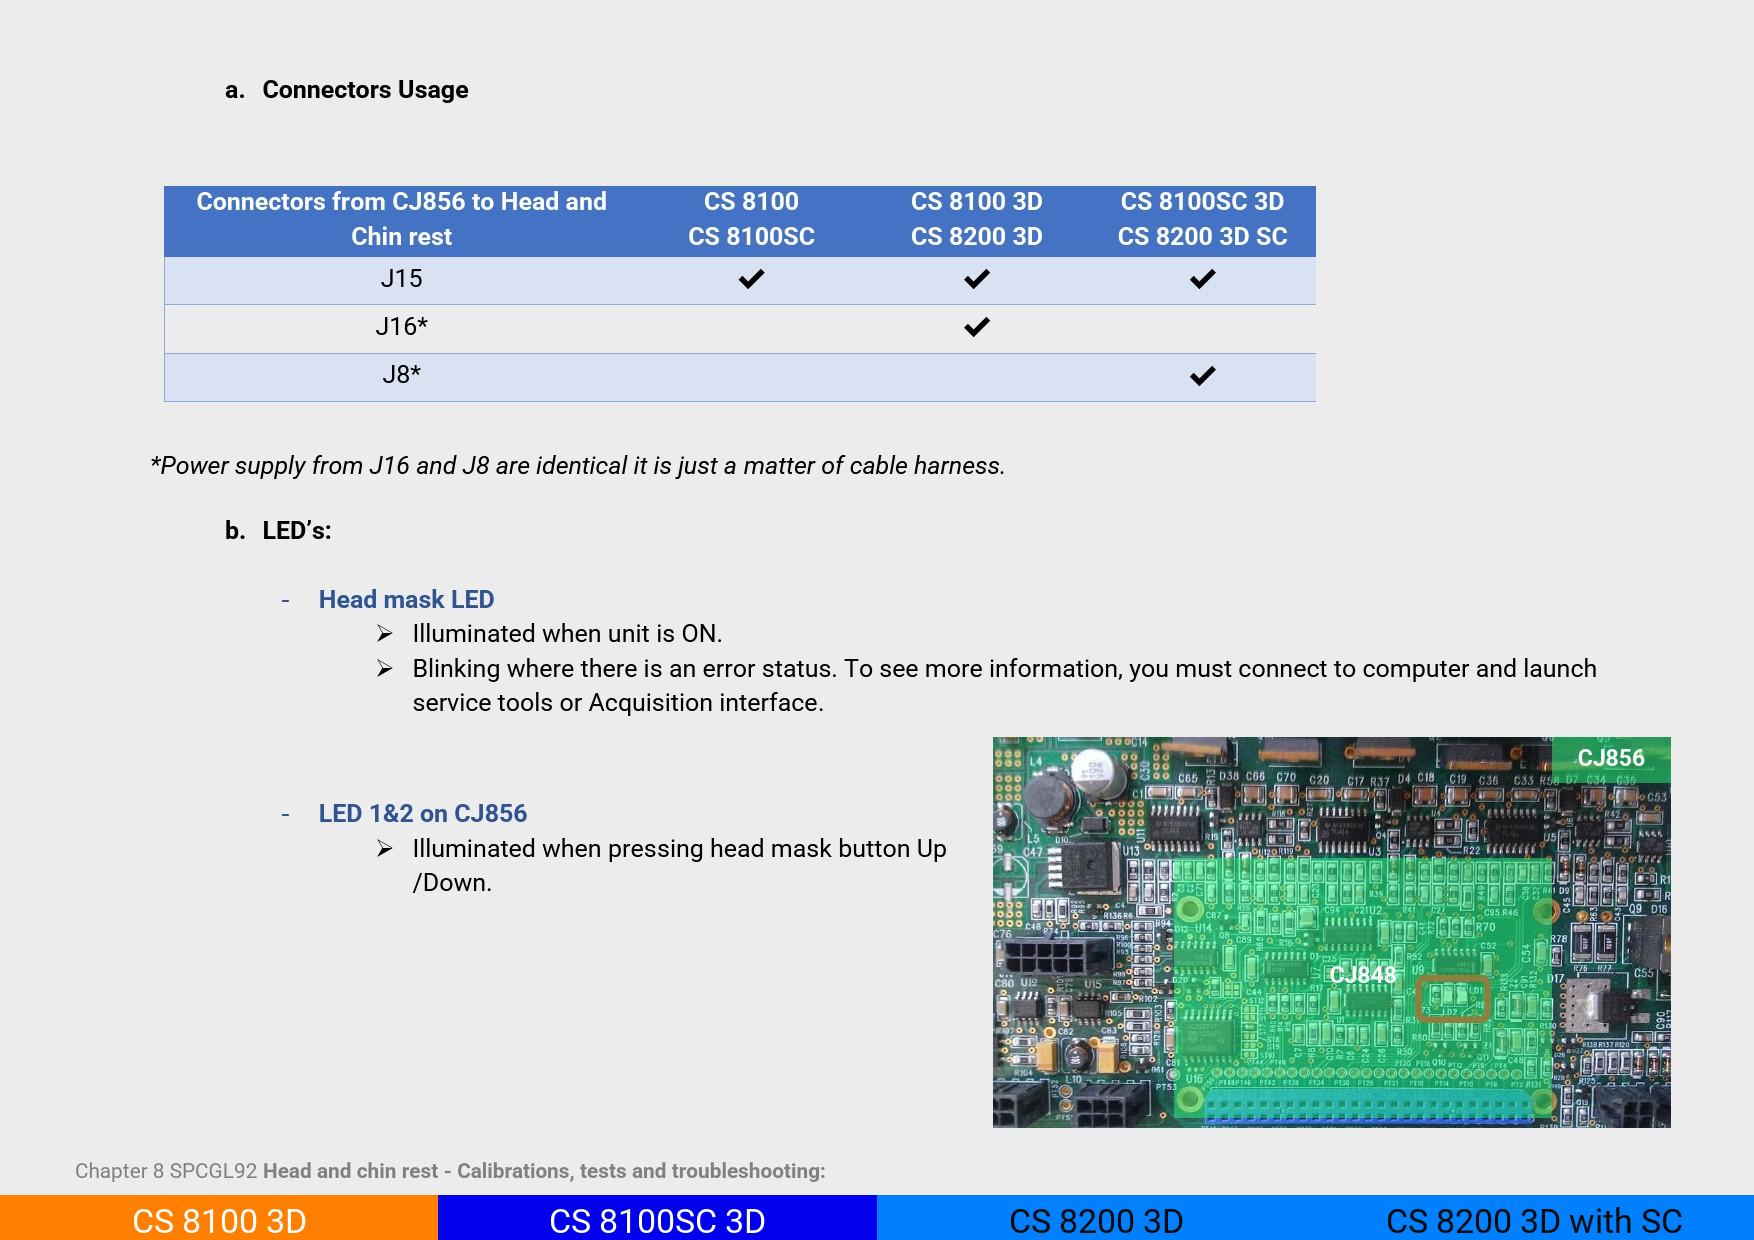 a. Connectors Usage
Connectors from CJ856 to Head and Chin rest CS 8100 CS 8100SC CS 8100 3D CS 8200 3D CS 8100SC 3D CS 8200 3D SC
J15 ✔ ✔ ✔
J16* ✔
J8* ✔
*Power supply from J16 and J8 are identical it is just a matter of cable harness.
b. LED’s:
- Head mask LED
➢ Illuminated when unit is ON.
➢ Blinking where there is an error status. To see more information, you must connect to computer and launch
service tools or Acquisition interface.
- LED 1&2 on CJ856
➢ Illuminated when pressing head mask button Up
/Down.
CJ856
CJ848
Chapter 8 SPCGL92 Head and chin rest - Calibrations, tests and troubleshooting:
CS 8100 3D CS 8100SC 3D CS 8200 3D CS 8200 3D with SC